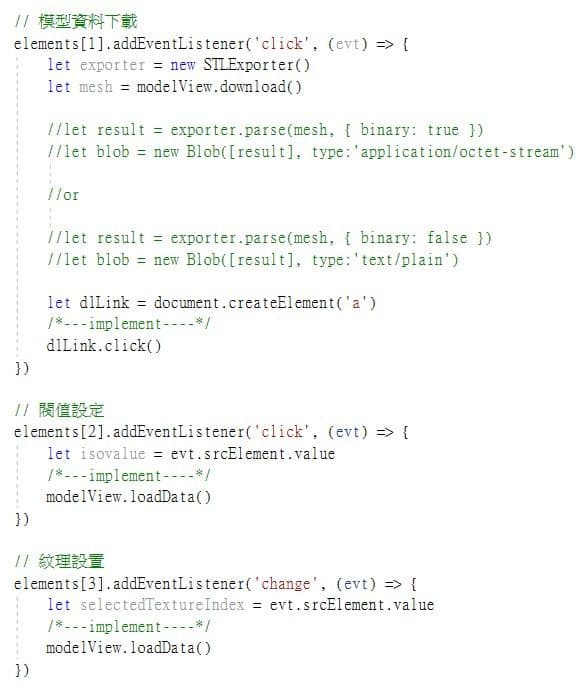 // 模型資料下載
elements[1].addEventListener('click', (evt) => {
let exporter = new STLExporter()
let mesh = modelView.download()
//let result = exporter.parse(mesh, { binary: true })
//let blob = new Blob([result], type:'application/octet-stream')
//or
//let result = exporter.parse(mesh, { binary: false })
//let blob = new Blob([result], type:'text/plain')
let dlLink = document.createElement('a')
/*---implement----*/
dlLink.click()
})
// 閥值設定
elements[2].addEventListener('click', (evt) => {
let isovalue = evt.srcElement.value
/*---implement----*/
modelView.loadData()
})
// 紋理設置
elements[3].addEventListener('change', (evt) => {
let selectedTextureIndex = evt.srcElement.value
/*---implement----*/
modelView.loadData()
})